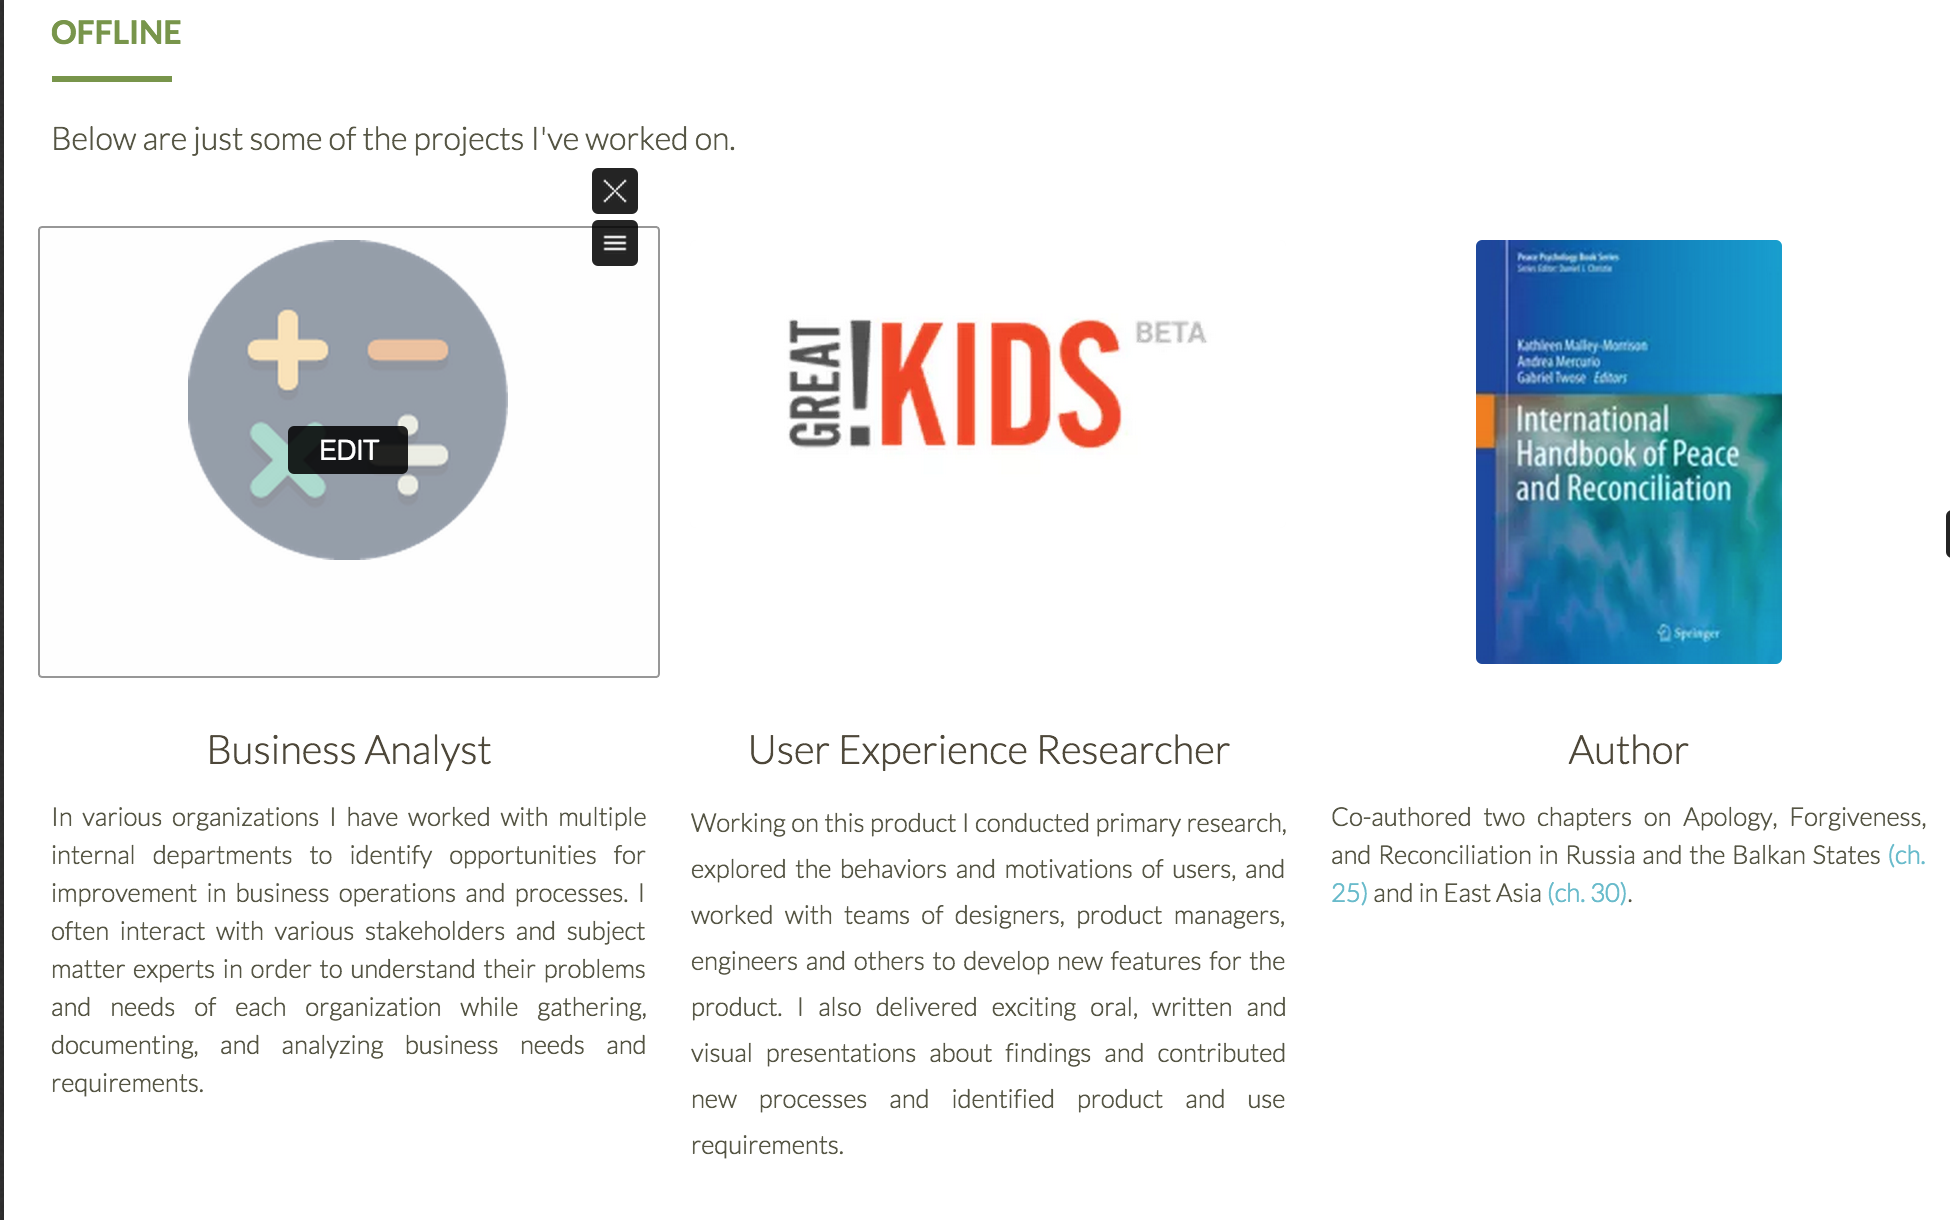 OFFLINE
Below are just some of the projects I've worked on.
EDIT
GREAT!KIDS BETA
Peace Psychology Book Series
Series Editor: Daniel J. Christie
Kathleen Malley-Morrison
Andrea Mercurio
Gabriel Twose Editors
International
Handbook of Peace
and Reconciliation
Springer
Business Analyst
In various organizations I have worked with multiple
internal departments to identify opportunities for
improvement in business operations and processes. I
often interact with various stakeholders and subject
matter experts in order to understand their problems
and needs of each organization while gathering,
documenting, and analyzing business needs and
requirements.
User Experience Researcher
Working on this product I conducted primary research,
explored the behaviors and motivations of users, and
worked with teams of designers, product managers,
engineers and others to develop new features for the
product. I also delivered exciting oral, written and
visual presentations about findings and contributed
new processes and identified product and use
requirements.
Author
Co-authored two chapters on Apology, Forgiveness,
and Reconciliation in Russia and the Balkan States (ch.
25) and in East Asia (ch. 30).